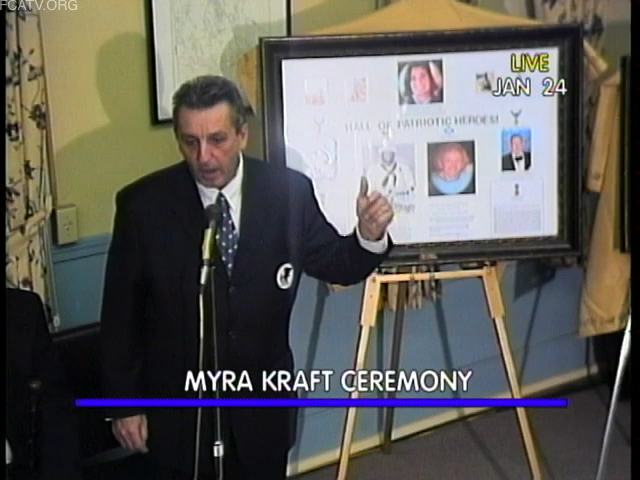 FCATV.ORG
LIVE
JAN 24
HALL OF PATRIOTIC HEROES!
MYRA KRAFT CEREMONY